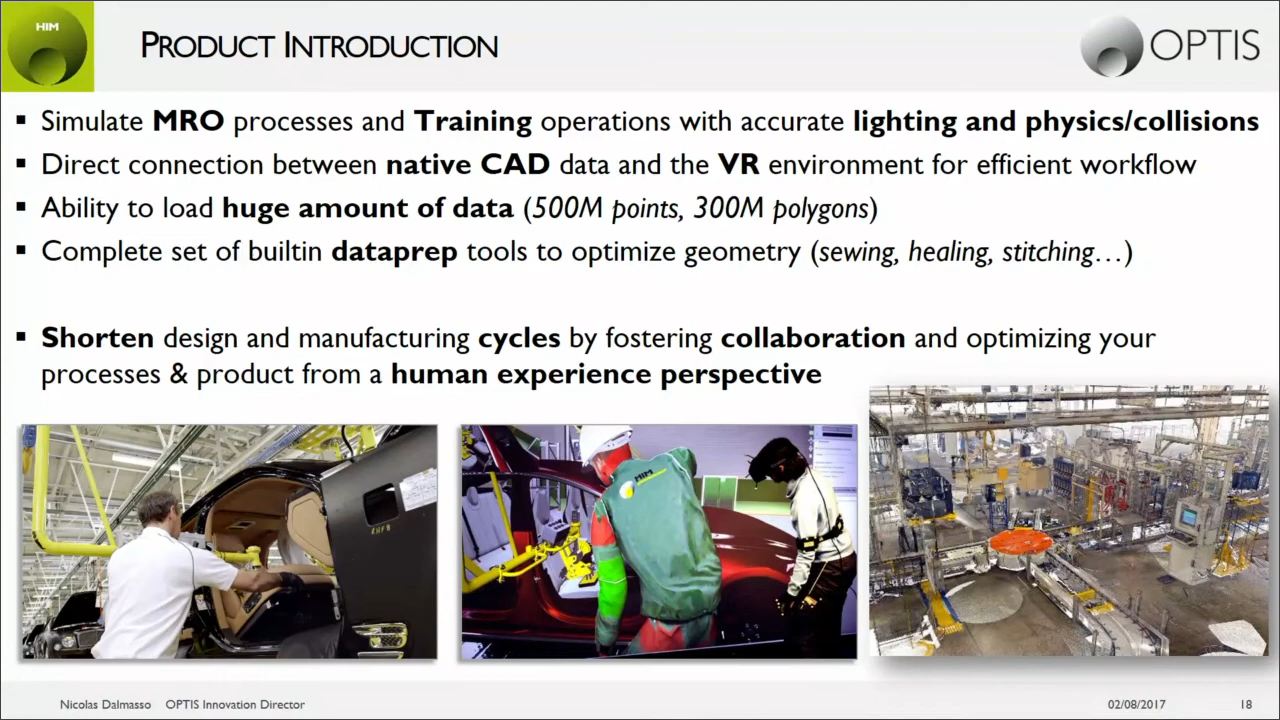 HIM
PRODUCT INTRODUCTION
OPTIS
▪ Simulate MRO processes and Training operations with accurate lighting and physics/collisions
▪ Direct connection between native CAD data and the VR environment for efficient workflow
▪ Ability to load huge amount of data (500M points, 300M polygons)
▪ Complete set of builtin dataprep tools to optimize geometry (sewing, healing, stitching…)
▪ Shorten design and manufacturing cycles by fostering collaboration and optimizing your
processes & product from a human experience perspective
HIM
Nicolas Dalmasso OPTIS Innovation Director
02/08/2017
18